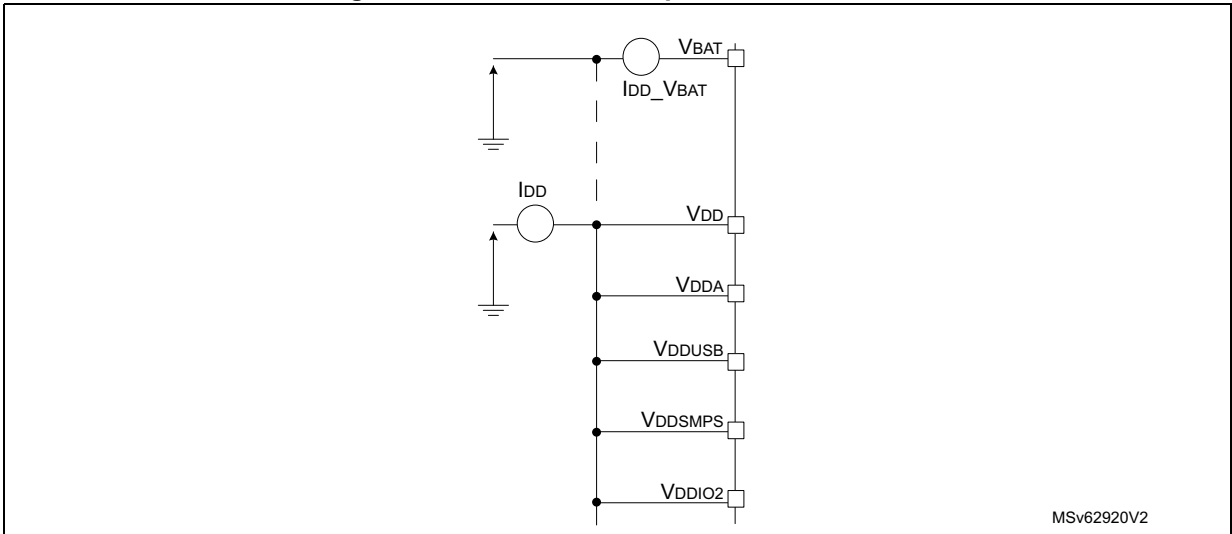 VBAT
IDD_VBAT
IDD
VDD
VDDA
VDDUSB
VDDSMPS
VDDIO2
MSv62920V2